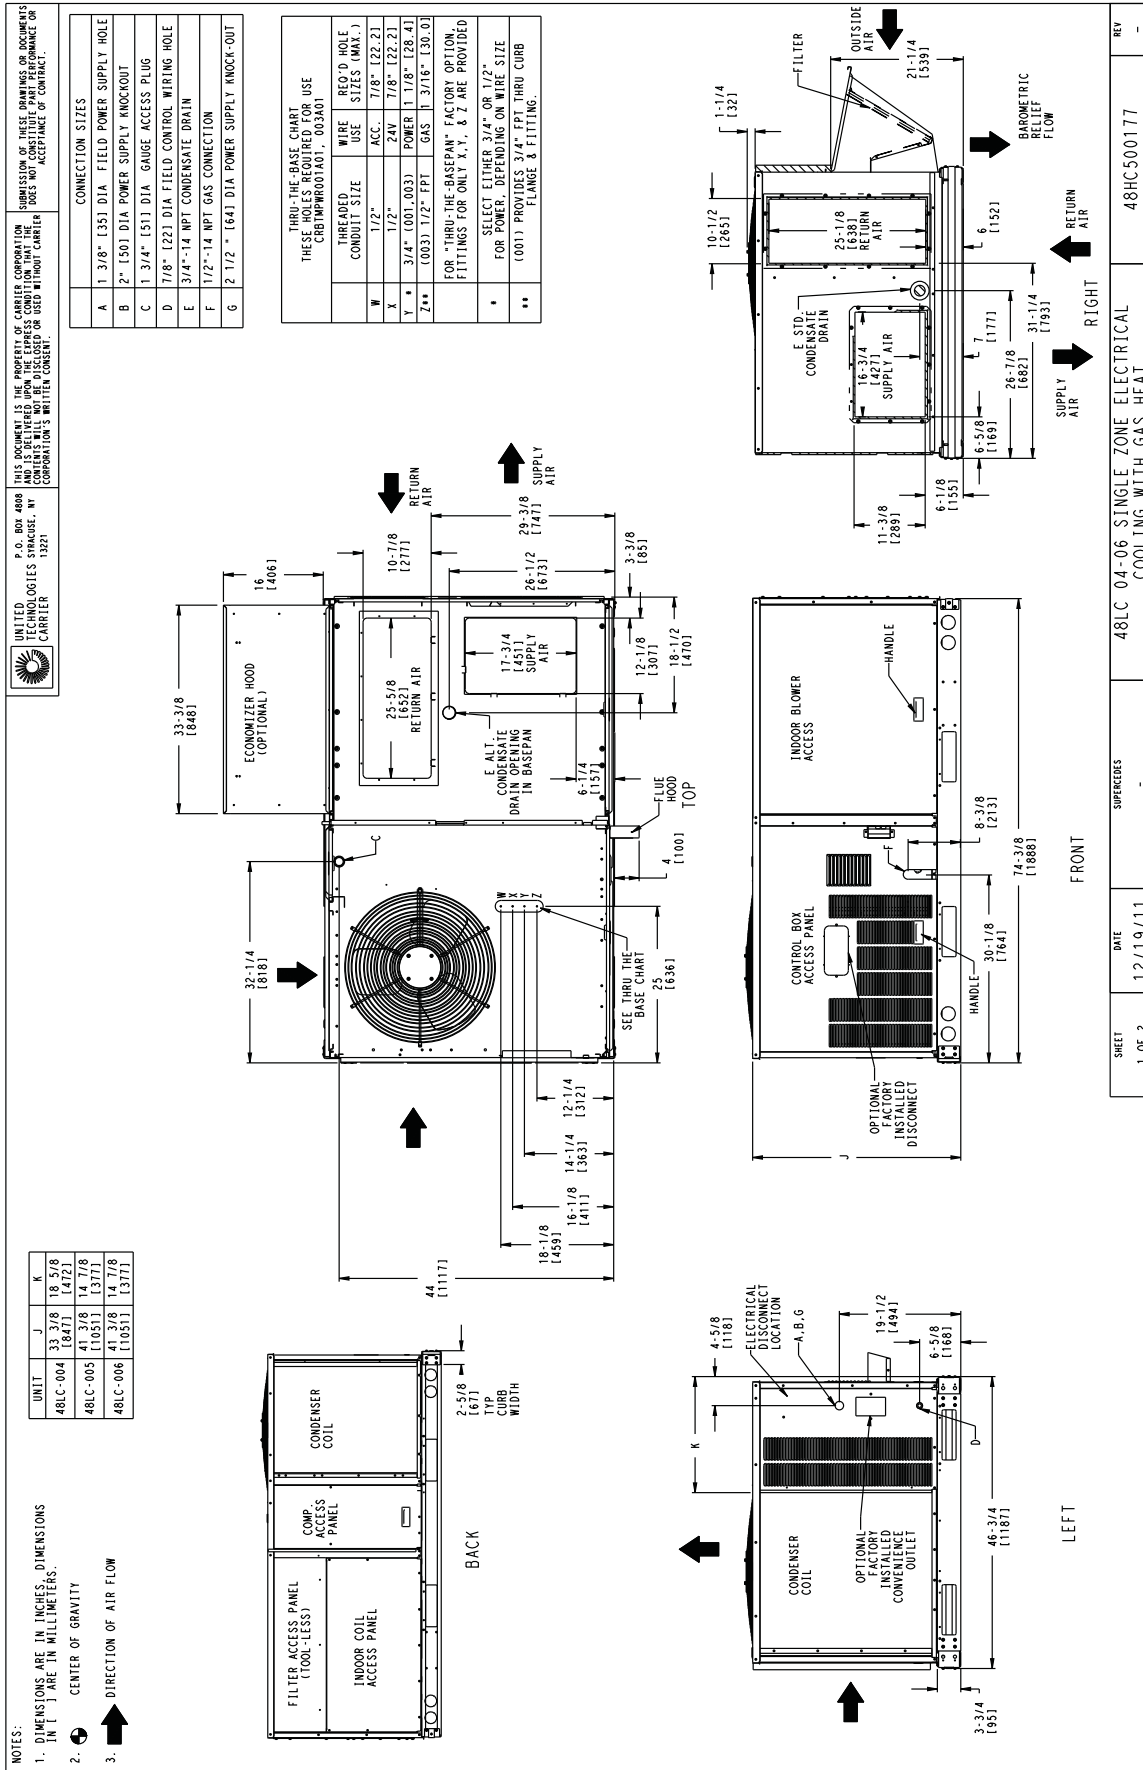 NOTES:
1. DIMENSIONS ARE IN INCHES, DIMENSIONS
IN [ ] ARE IN MILLIMETERS.
2. CENTER OF GRAVITY
3. DIRECTION OF AIR FLOW
UNIT J K
48LC-004 33 3/8 [847] 18 5/8 [472]
48LC-005 41 3/8 [1051] 14 7/8 [377]
48LC-006 41 3/8 [1051] 14 7/8 [377]
UNITED
TECHNOLOGIES
CARRIER
P.O. BOX 4808
SYRACUSE, NY
13221
THIS DOCUMENT IS THE PROPERTY OF CARRIER CORPORATION
AND IS DELIVERED UPON THE EXPRESS CONDITION THAT THE
CONTENTS WILL NOT BE DISCLOSED OR USED WITHOUT CARRIER
CORPORATION'S WRITTEN CONSENT.
SUBMISSION OF THESE DRAWINGS OR DOCUMENTS
DOES NOT CONSTITUTE PART PERFORMANCE OR
ACCEPTANCE OF CONTRACT.
CONNECTION SIZES
A 1 3/8" [35] DIA FIELD POWER SUPPLY HOLE
B 2" [50] DIA POWER SUPPLY KNOCKOUT
C 1 3/4" [51] DIA GAUGE ACCESS PLUG
D 7/8" [22] DIA FIELD CONTROL WIRING HOLE
E 3/4"-14 NPT CONDENSATE DRAIN
F 1/2"-14 NPT GAS CONNECTION
G 2 1/2 " [64] DIA POWER SUPPLY KNOCK-OUT
THRU-THE-BASE CHART
THESE HOLES REQUIRED FOR USE
CRBTMPWR001A01, 003A01
THREADED CONDUIT SIZE WIRE USE REQ'D HOLE SIZES (MAX.)
W 1/2" ACC. 7/8" [22.2]
X 1/2" 24V 7/8" [22.2]
Y * 3/4" (001,003) POWER 1 1/8" [28.4]
Z** (003) 1/2" FPT GAS 1 3/16" [30.0]
FOR "THRU-THE-BASEPAN" FACTORY OPTION,
FITTINGS FOR ONLY X,Y, & Z ARE PROVIDED
* SELECT EITHER 3/4" OR 1/2"
FOR POWER, DEPENDING ON WIRE SIZE
** (001) PROVIDES 3/4" FPT THRU CURB
FLANGE & FITTING.
FILTER ACCESS PANEL
(TOOL-LESS)
INDOOR COIL
ACCESS PANEL
COMP.
ACCESS
PANEL
CONDENSER
COIL
2-5/8
[67]
TYP
CURB
WIDTH
BACK
32-1/4
[818]
33-3/8
[848]
16
[406]
ECONOMIZER HOOD
(OPTIONAL)
10-7/8
[277]
RETURN
AIR
SUPPLY
AIR
25-5/8
[652]
RETURN AIR
17-3/4
[451]
SUPPLY
AIR
29-3/8
[747]
26-1/2
[673]
3-3/8
[85]
12-1/8
[307]
18-1/2
[470]
E ALT.
CONDENSATE
DRAIN OPENING
IN BASEPAN
6-1/4
[157]
FLUE
HOOD
4
[100]
C
W
X
Y
Z
SEE THRU THE
BASE CHART
25
[636]
12-1/4
[312]
14-1/4
[363]
16-1/8
[411]
18-1/8
[459]
44
[1117]
TOP
K
4-5/8
[118]
ELECTRICAL
DISCONNECT
LOCATION
A,B,G
19-1/2
[494]
6-5/8
[168]
D
CONDENSER
COIL
OPTIONAL
FACTORY
INSTALLED
CONVENIENCE
OUTLET
46-3/4
[1187]
3-3/4
[95]
LEFT
J
CONTROL BOX
ACCESS PANEL
INDOOR BLOWER
ACCESS
HANDLE
HANDLE
OPTIONAL
FACTORY
INSTALLED
DISCONNECT
F
8-3/8
[213]
30-1/8
[764]
74-3/8
[1888]
FRONT
1-1/4
[32]
FILTER
OUTSIDE
AIR
21-1/4
[539]
BAROMETRIC
RELIEF
FLOW
10-1/2
[265]
25-1/8
[638]
RETURN
AIR
6
[152]
RETURN
AIR
E STD.
CONDENSATE
DRAIN
16-3/4
[427]
SUPPLY AIR
7
[177]
31-1/4
[793]
26-7/8
[682]
6-5/8
[169]
6-1/8
[155]
11-3/8
[289]
SUPPLY
AIR
RIGHT
SHEET
1 OF 2
DATE
12/19/11
SUPERCEDES
-
48LC 04-06 SINGLE ZONE ELECTRICAL
COOLING WITH GAS HEAT
48HC500177
REV
-